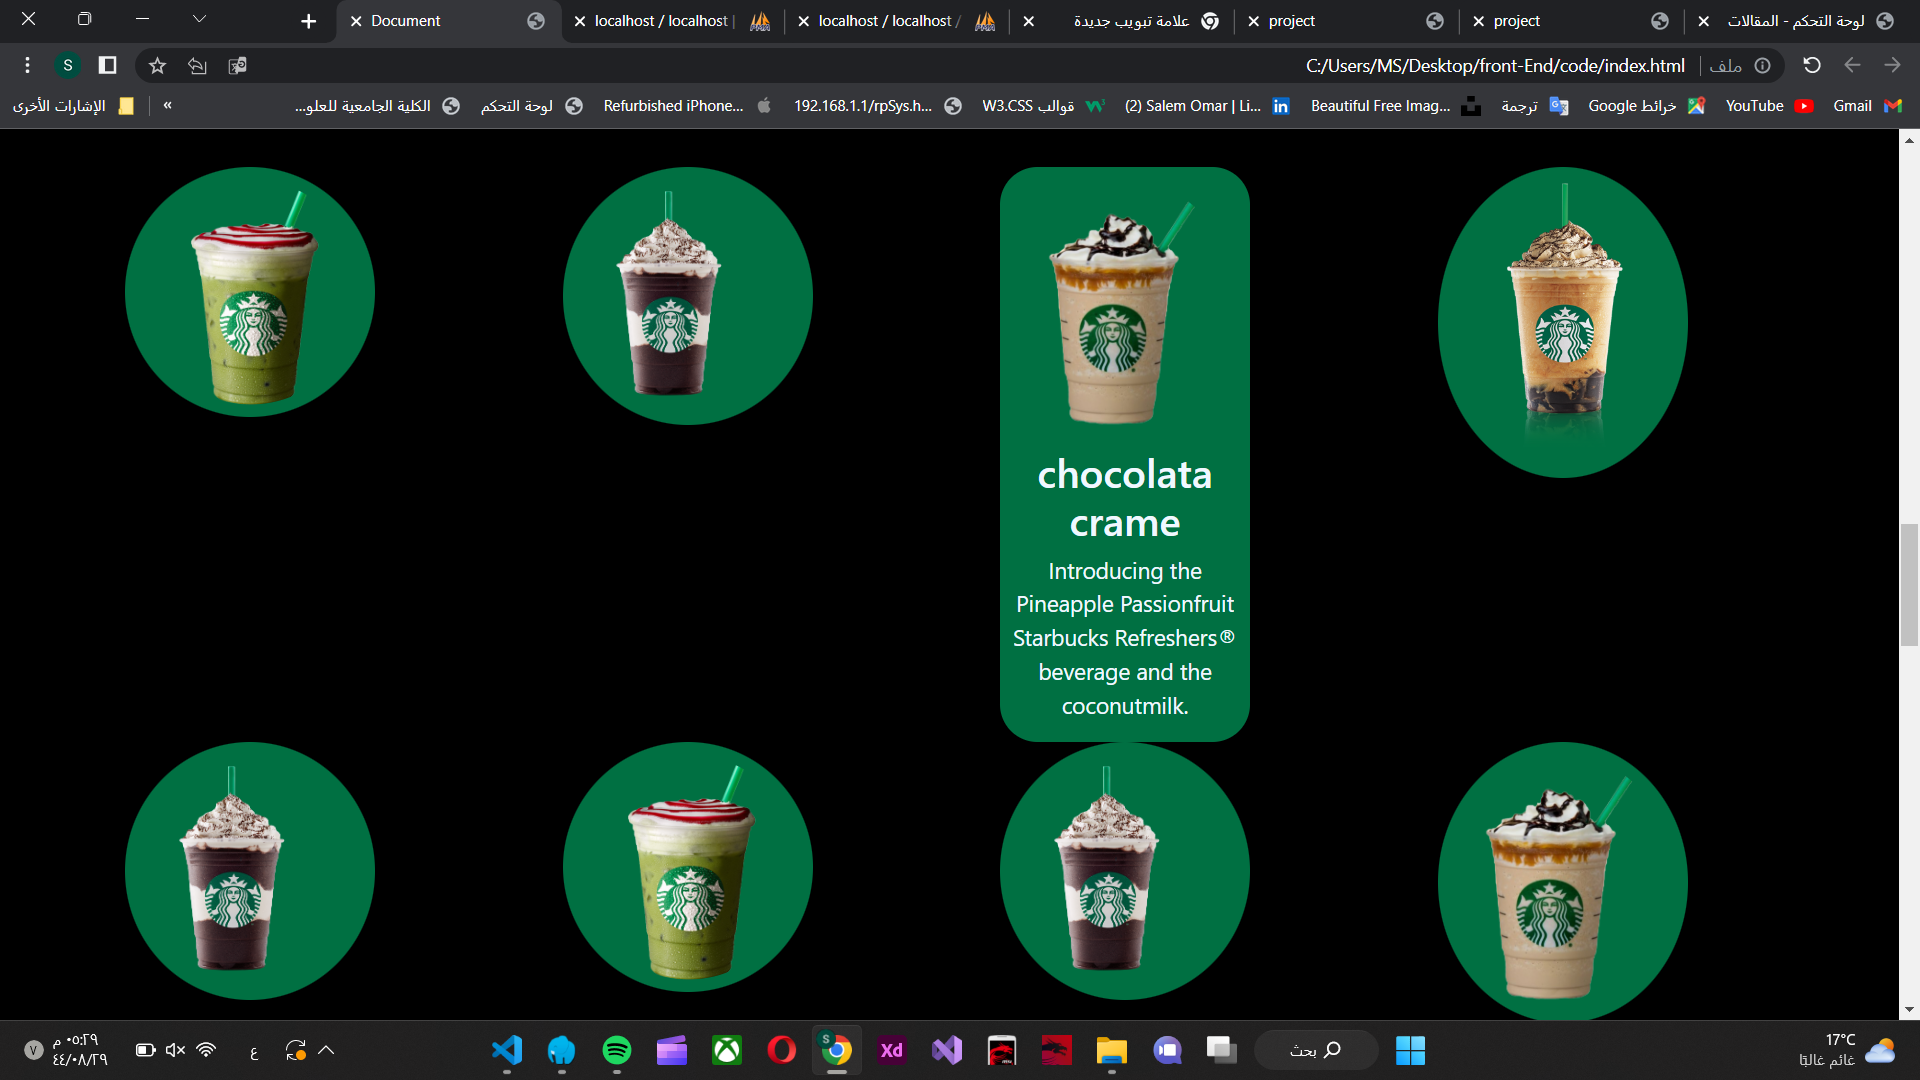 Document
localhost / localhost |
localhost / localhost /
علامة تبويب جديدة
project
project
لوحة التحكم - المقالات
S
C:/Users/MS/Desktop/front-End/code/index.html
ملف
الإشارات الأخرى
»
الكلية الجامعية للعلو...
لوحة التحكم
Refurbished iPhone...
192.168.1.1/rpSys.h...
قوالب W3.CSS
(2) Salem Omar | Li...
Beautiful Free Imag...
ترجمة
خرائط Google
YouTube
Gmail
chocolata
crame
Introducing the
Pineapple Passionfruit
Starbucks Refreshers®
beverage and the
coconutmilk.
٧
٠٥:٢٩ م
٤٤/٠٨/٢٩
ع
S
Xd
بحث
17°C
غائم غالبًا